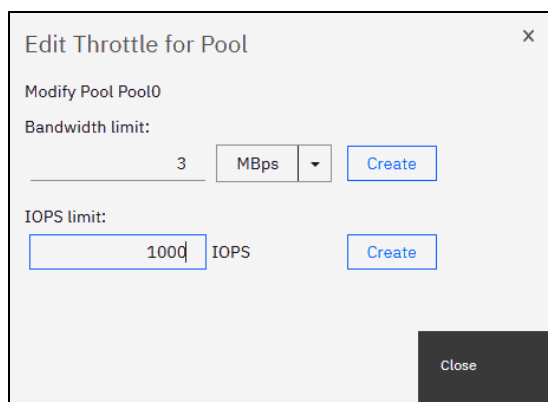 Edit Throttle for Pool
Modify Pool Pool0
Bandwidth limit:
3 MBps Create
IOPS limit:
1000 IOPS Create
Close